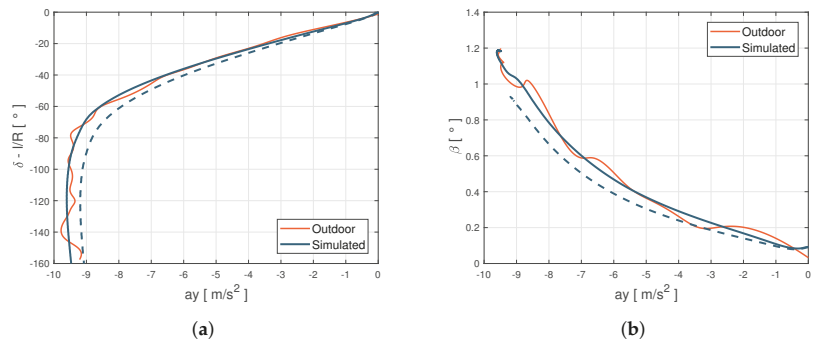 0
-20
-40
-60
-80
-100
-120
-140
-160
δ - l/R [ ° ]
-10 -9 -8 -7 -6 -5 -4 -3 -2 -1 0
ay [ m/s² ]
Outdoor
Simulated
(a)
1.4
1.2
1
0.8
0.6
0.4
0.2
0
β [ ° ]
-10 -9 -8 -7 -6 -5 -4 -3 -2 -1 0
ay [ m/s² ]
Outdoor
Simulated
(b)